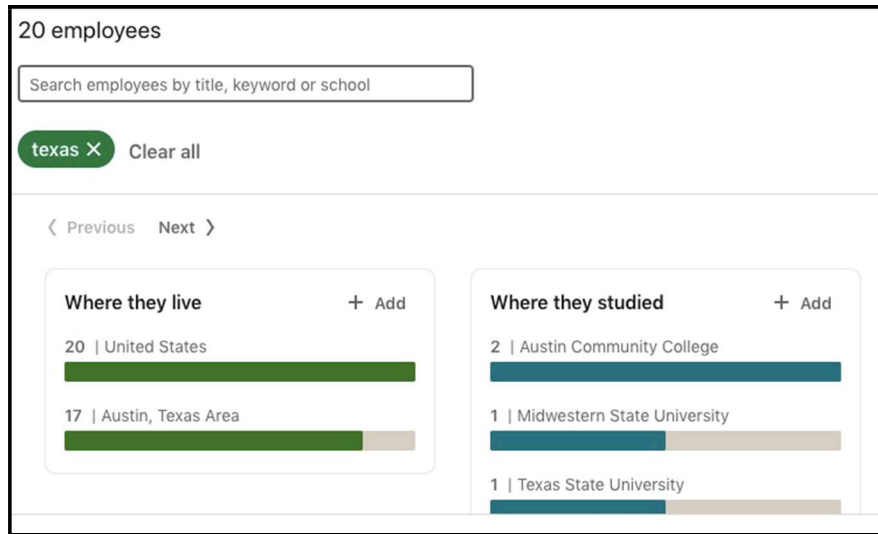 20 employees
Search employees by title, keyword or school
texas ✕ Clear all
〈 Previous Next 〉
Where they live + Add
20 | United States
17 | Austin, Texas Area
Where they studied + Add
2 | Austin Community College
1 | Midwestern State University
1 | Texas State University